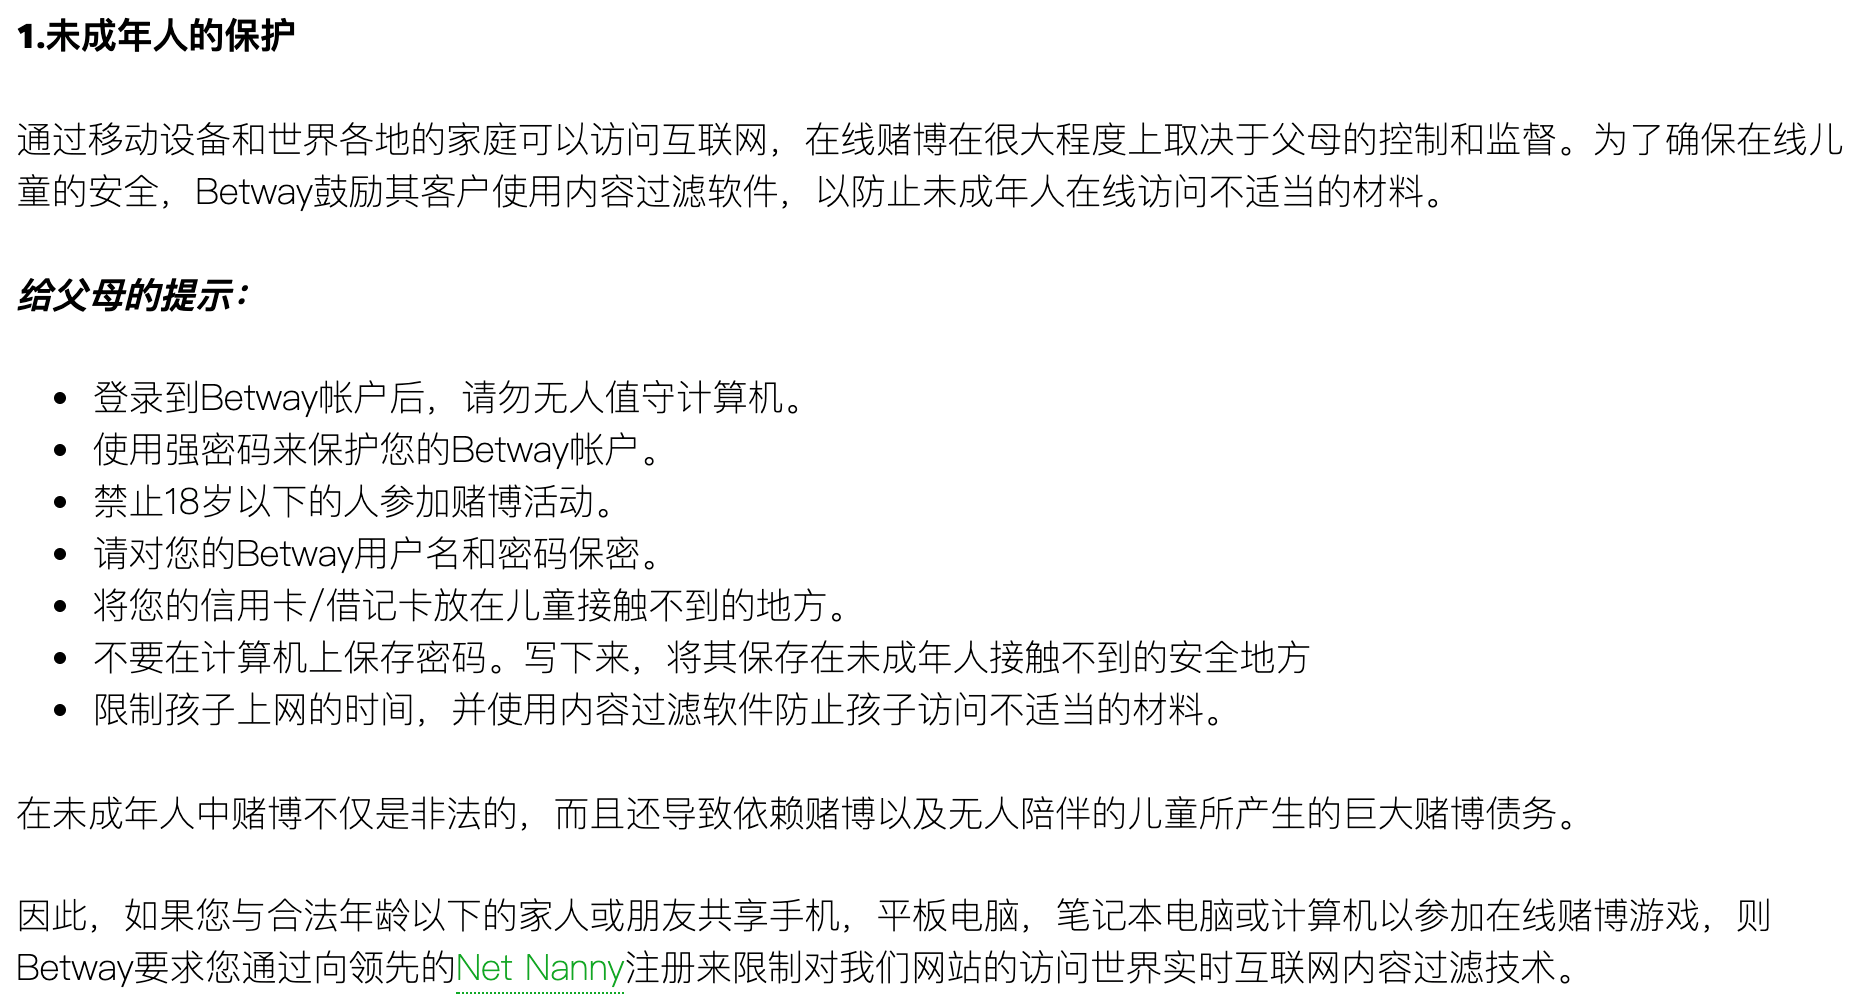 1.未成年人的保护
通过移动设备和世界各地的家庭可以访问互联网，在线赌博在很大程度上取决于父母的控制和监督。为了确保在线儿
童的安全，Betway鼓励其客户使用内容过滤软件，以防止未成年人在线访问不适当的材料。
给父母的提示：
• 登录到Betway帐户后，请勿无人值守计算机。
• 使用强密码来保护您的Betway帐户。
• 禁止18岁以下的人参加赌博活动。
• 请对您的Betway用户名和密码保密。
• 将您的信用卡/借记卡放在儿童接触不到的地方。
• 不要在计算机上保存密码。写下来，将其保存在未成年人接触不到的安全地方
• 限制孩子上网的时间，并使用内容过滤软件防止孩子访问不适当的材料。
在未成年人中赌博不仅是非法的，而且还导致依赖赌博以及无人陪伴的儿童所产生的巨大赌博债务。
因此，如果您与合法年龄以下的家人或朋友共享手机，平板电脑，笔记本电脑或计算机以参加在线赌博游戏，则
Betway要求您通过向领先的Net Nanny注册来限制对我们网站的访问世界实时互联网内容过滤技术。